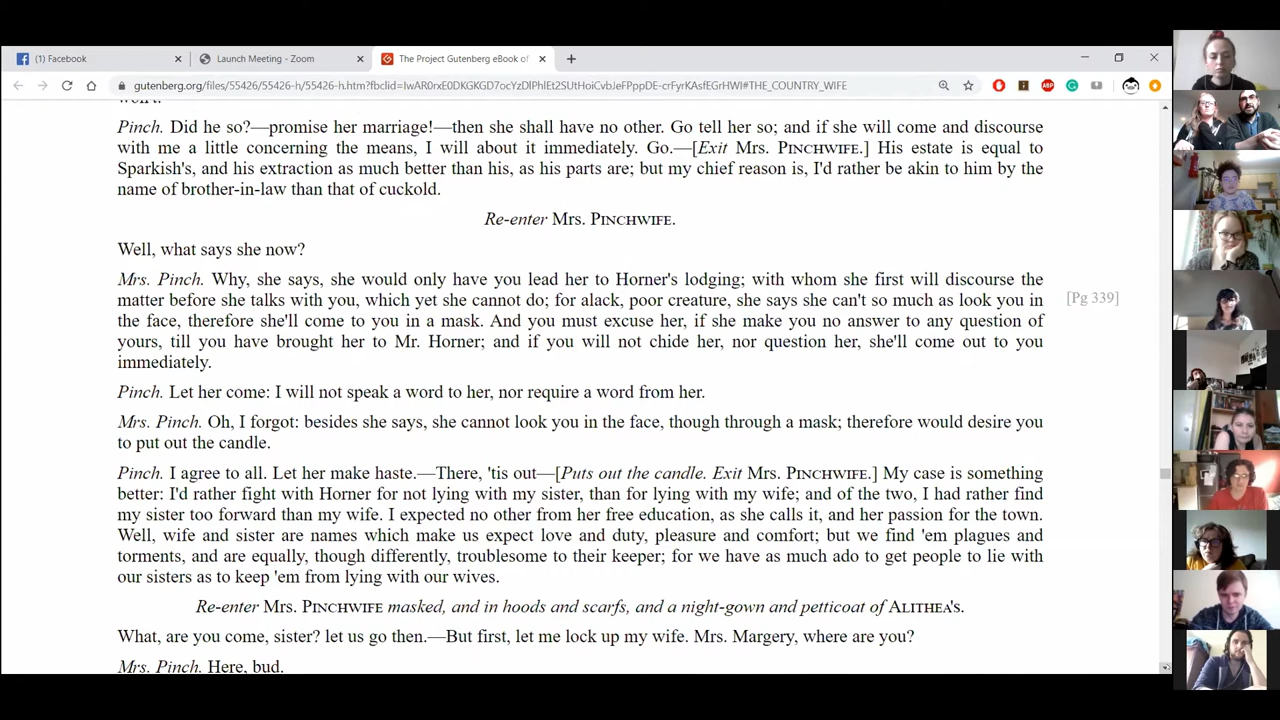 (1) Facebook
Launch Meeting - Zoom
The Project Gutenberg eBook of
gutenberg.org/files/55426-h/55426-h.htm?fbclid=IwAR0rxE0DKGKGD7ocYzDlPhlEt2SUtHoiCvbJeFPppDE-crFyrKAsfEGrHWI#THE_COUNTRY_WIFE
Pinch. Did he so?—promise her marriage!—then she shall have no other. Go tell her so; and if she will come and discourse
with me a little concerning the means, I will about it immediately. Go.—[Exit Mrs. PINCHWIFE.] His estate is equal to
Sparkish's, and his extraction as much better than his, as his parts are; but my chief reason is, I'd rather be akin to him by the
name of brother-in-law than that of cuckold.
Re-enter Mrs. PINCHWIFE.
Well, what says she now?
Mrs. Pinch. Why, she says, she would only have you lead her to Horner's lodging; with whom she first will discourse the
matter before she talks with you, which yet she cannot do; for alack, poor creature, she says she can't so much as look you in
the face, therefore she'll come to you in a mask. And you must excuse her, if she make you no answer to any question of
yours, till you have brought her to Mr. Horner; and if you will not chide her, nor question her, she'll come out to you
immediately.
[Pg 339]
Pinch. Let her come: I will not speak a word to her, nor require a word from her.
Mrs. Pinch. Oh, I forgot: besides she says, she cannot look you in the face, though through a mask; therefore would desire you
to put out the candle.
Pinch. I agree to all. Let her make haste.—There, 'tis out—[Puts out the candle. Exit Mrs. PINCHWIFE.] My case is something
better: I'd rather fight with Horner for not lying with my sister, than for lying with my wife; and of the two, I had rather find
my sister too forward than my wife. I expected no other from her free education, as she calls it, and her passion for the town.
Well, wife and sister are names which make us expect love and duty, pleasure and comfort; but we find 'em plagues and
torments, and are equally, though differently, troublesome to their keeper; for we have as much ado to get people to lie with
our sisters as to keep 'em from lying with our wives.
Re-enter Mrs. PINCHWIFE masked, and in hoods and scarfs, and a night-gown and petticoat of ALITHEA'S.
What, are you come, sister? let us go then.—But first, let me lock up my wife. Mrs. Margery, where are you?
Mrs. Pinch. Here, bud.